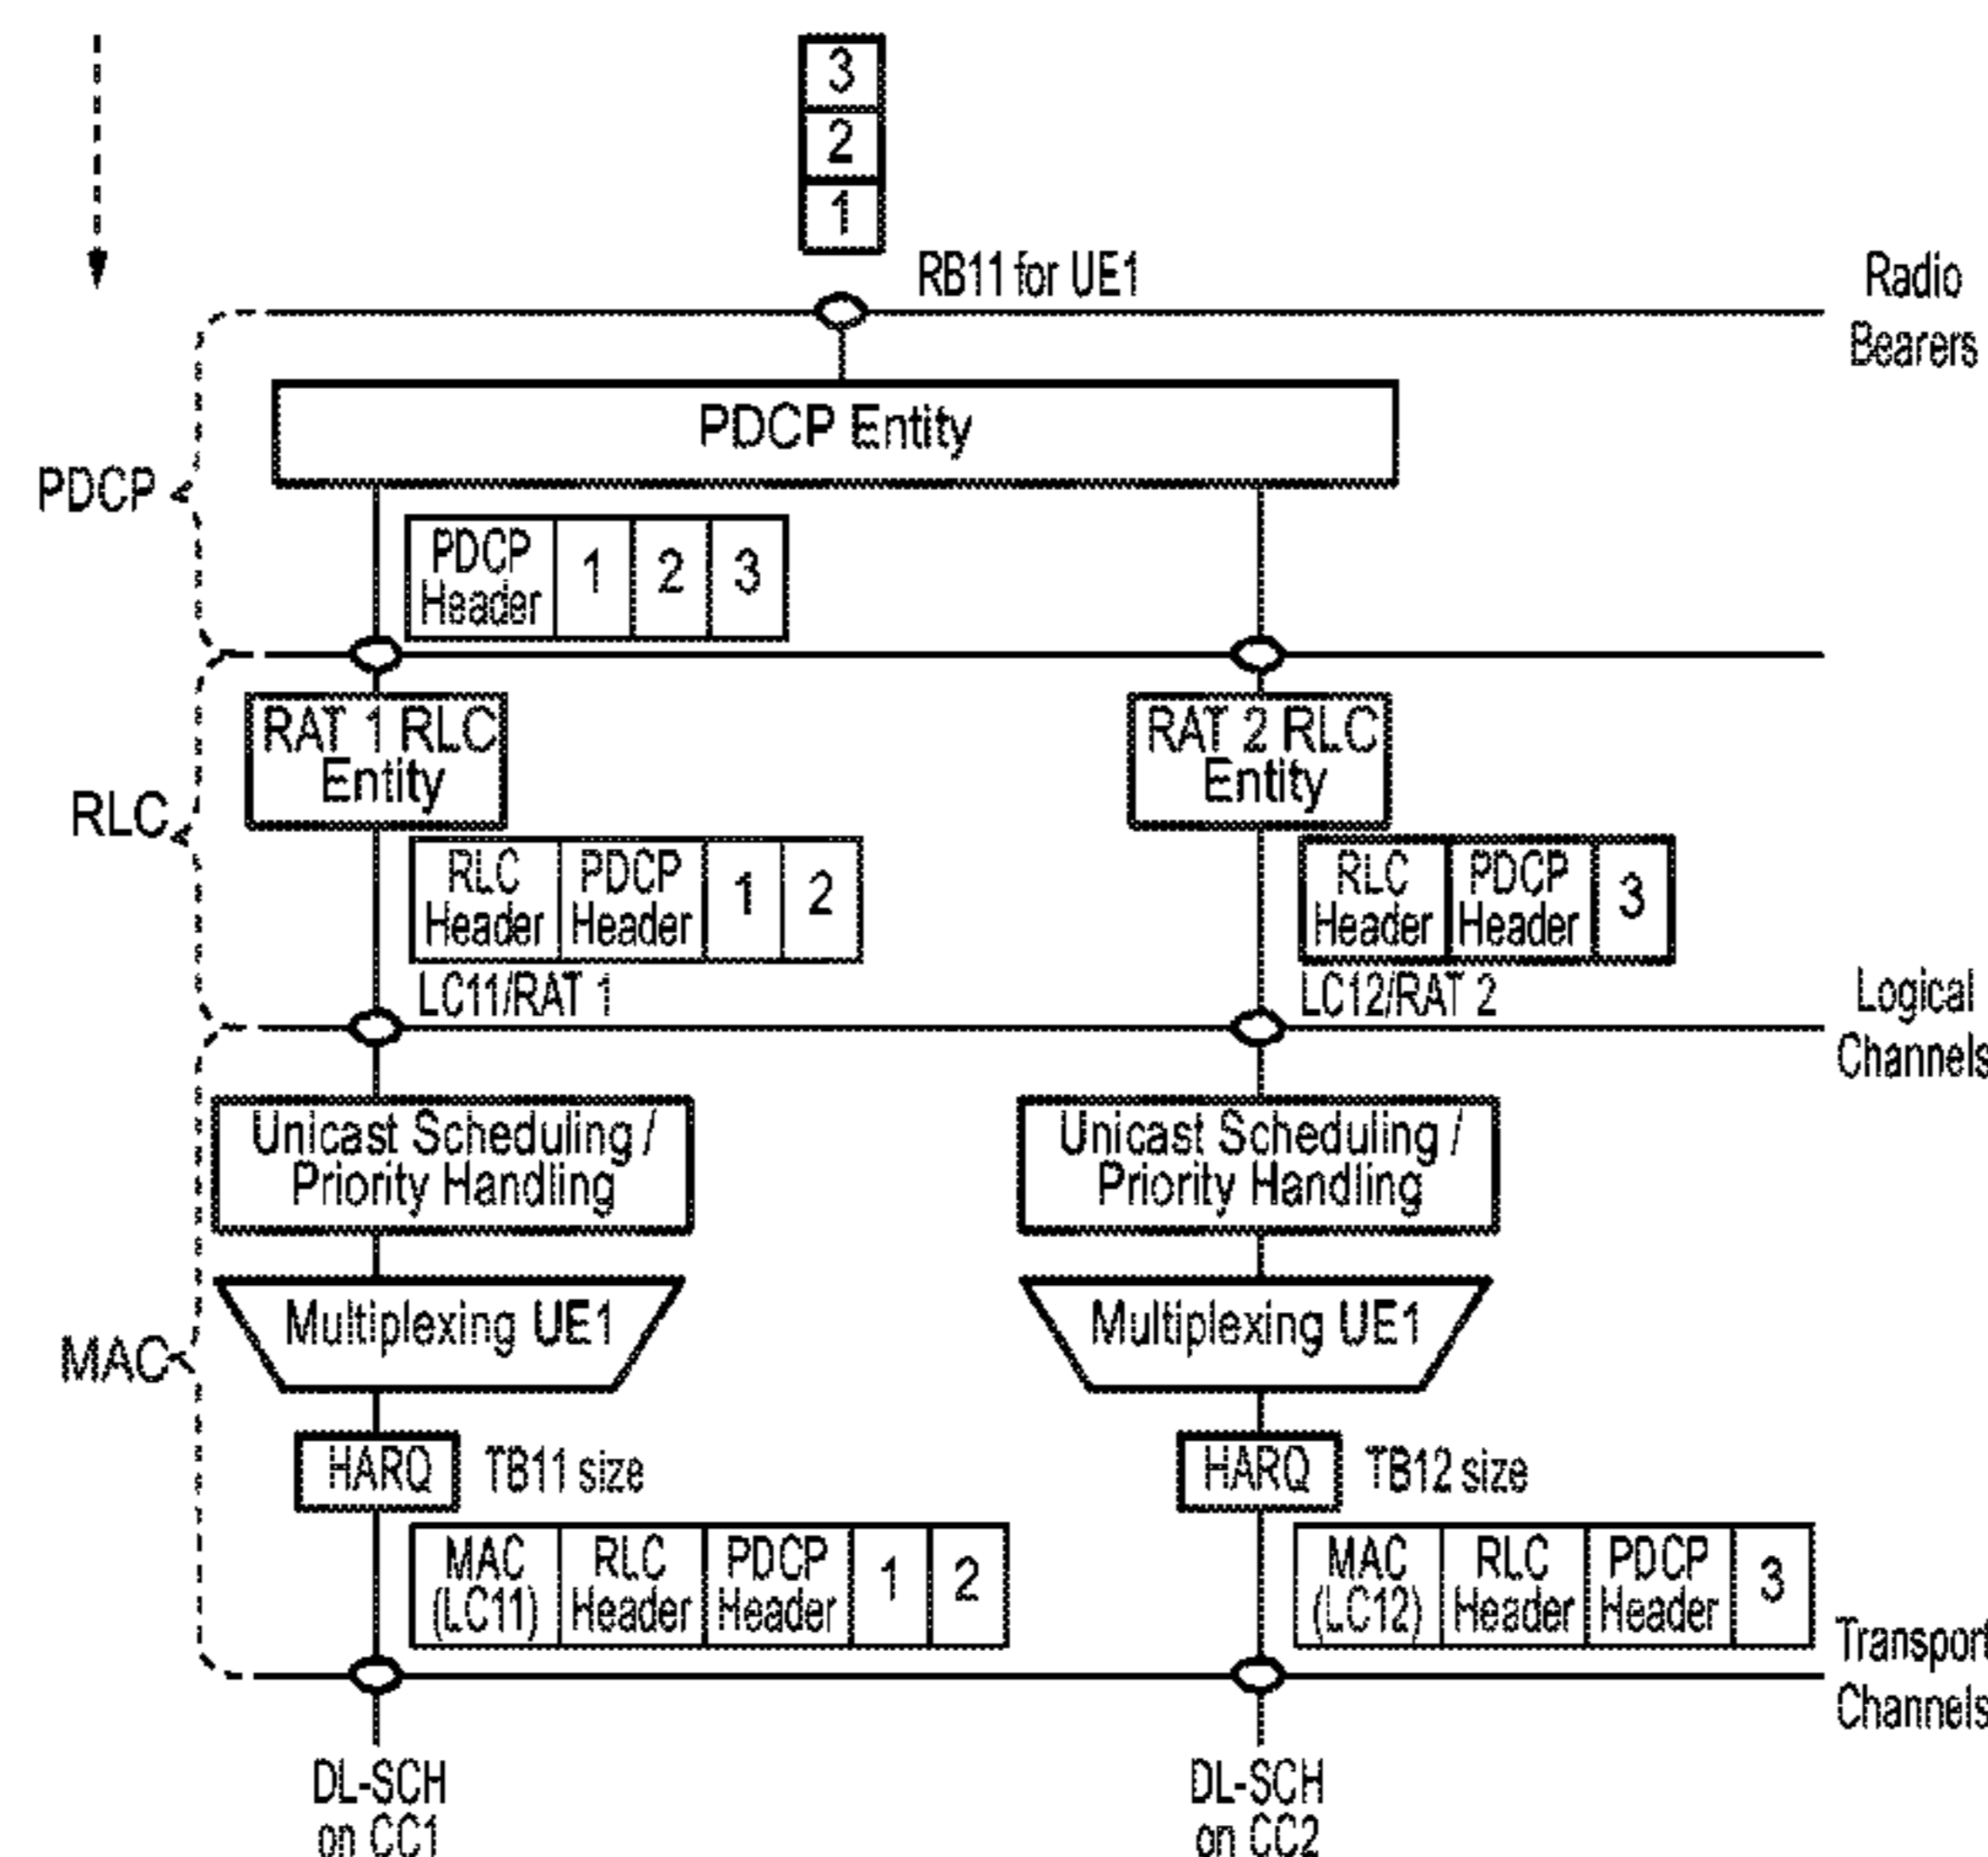 3
2
1
RB11 for UE1
Radio
Bearers
PDCP Entity
PDCP
PDCP
Header
1
2
3
RAT 1 RLC
Entity
RAT 2 RLC
Entity
RLC
RLC
Header
PDCP
Header
1
2
RLC
Header
PDCP
Header
3
LC11/RAT 1
LC12/RAT 2
Logical
Channels
Unicast Scheduling /
Priority Handling
Unicast Scheduling /
Priority Handling
Multiplexing UE1
Multiplexing UE1
MAC
HARQ
TB11 size
HARQ
TB12 size
MAC
(LC11)
RLC
Header
PDCP
Header
1
2
MAC
(LC12)
RLC
Header
PDCP
Header
3
Transport
Channels
DL-SCH
on CC1
DL-SCH
on CC2